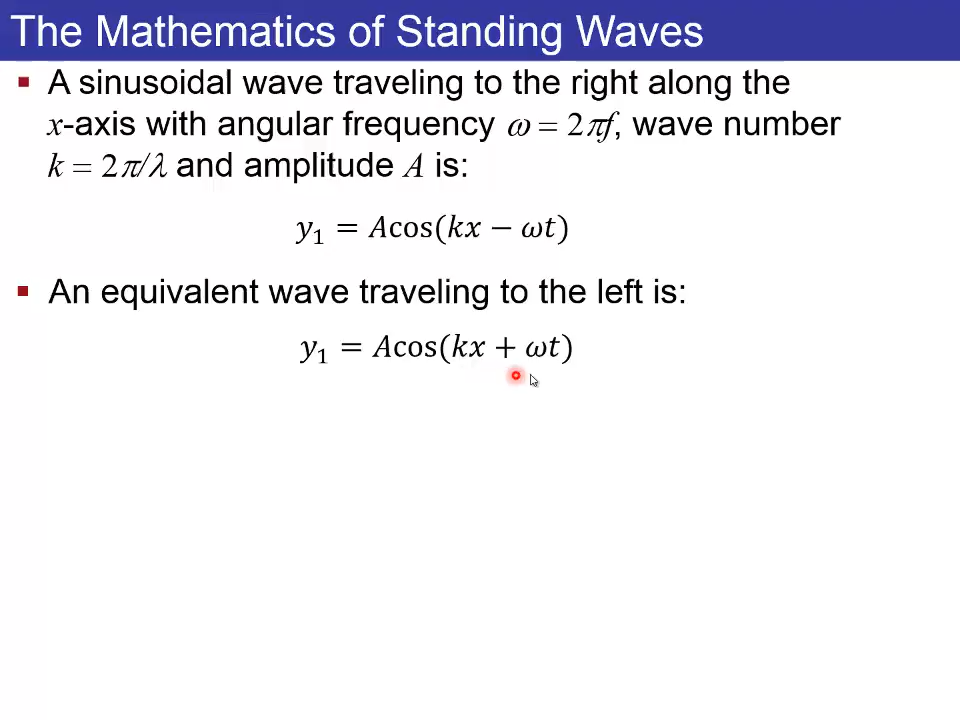 The Mathematics of Standing Waves
A sinusoidal wave traveling to the right along the
x-axis with angular frequency ω = 2πf, wave number
k = 2π/λ and amplitude A is:
y₁ = Acos(kx − ωt)
An equivalent wave traveling to the left is:
y₁ = Acos(kx + ωt)